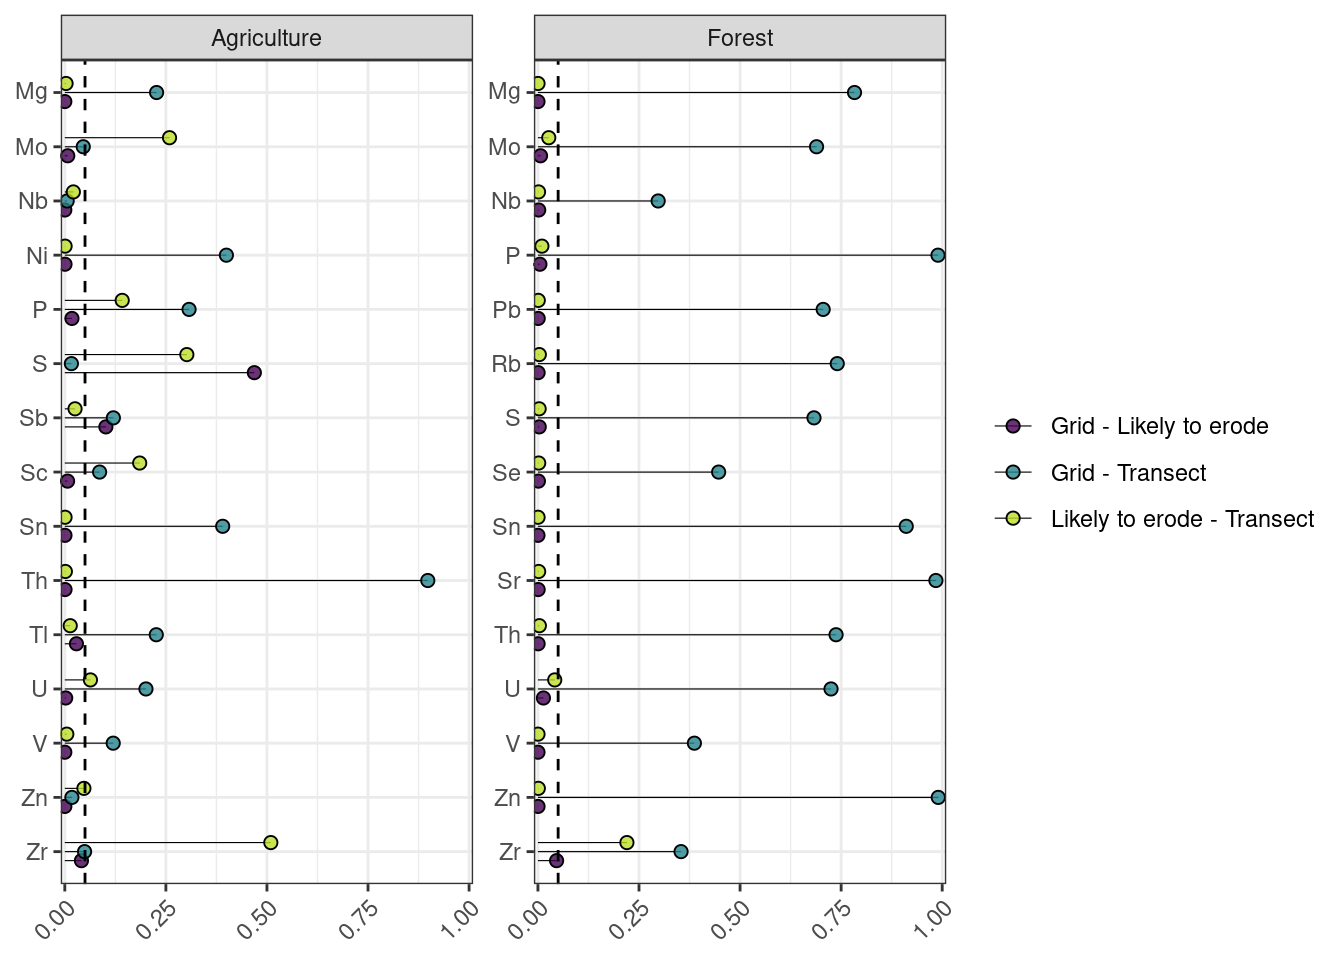 Agriculture
Mg
Mo
Nb
Ni
P
S
Sb
Sc
Sn
Th
Tl
U
V
Zn
Zr
0.00
0.25
0.50
0.75
1.00
Forest
Mg
Mo
Nb
P
Pb
Rb
S
Se
Sn
Sr
Th
U
V
Zn
Zr
0.00
0.25
0.50
0.75
1.00
Grid - Likely to erode
Grid - Transect
Likely to erode - Transect